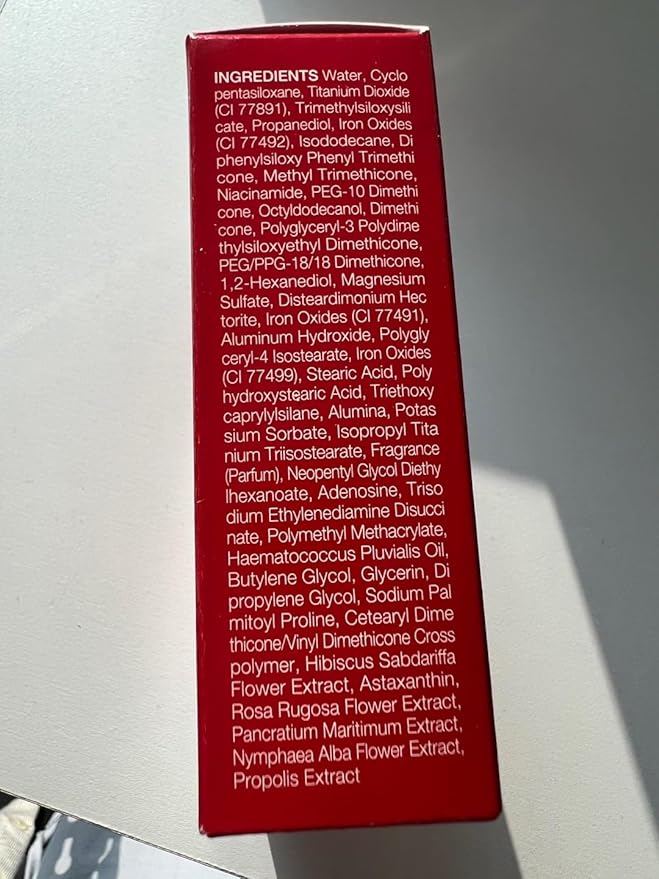 INGREDIENTS Water, Cyclo
pentasiloxane, Titanium Dioxide
(CI 77891), Trimethylsiloxysili
cate, Propanediol, Iron Oxides
(CI 77492), Isododecane, Di
phenylsiloxy Phenyl Trimethi
cone, Methyl Trimethicone,
Niacinamide, PEG-10 Dimethi
cone, Octyldodecanol, Dimethi
cone, Polyglyceryl-3 Polydime
thylsiloxyethyl Dimethicone,
PEG/PPG-18/18 Dimethicone,
1,2-Hexanediol, Magnesium
Sulfate, Disteardimonium Hec
torite, Iron Oxides (CI 77491),
Aluminum Hydroxide, Polygly
ceryl-4 Isostearate, Iron Oxides
(CI 77499), Stearic Acid, Poly
hydroxystearic Acid, Triethoxy
caprylylsilane, Alumina, Potas
sium Sorbate, Isopropyl Tita
nium Triisostearate, Fragrance
(Parfum), Neopentyl Glycol Diethy
lhexanoate, Adenosine, Triso
dium Ethylenediamine Disucci
nate, Polymethyl Methacrylate,
Haematococcus Pluvialis Oil,
Butylene Glycol, Glycerin, Di
propylene Glycol, Sodium Pal
mitoyl Proline, Cetearyl Dime
thicone/Vinyl Dimethicone Cross
polymer, Hibiscus Sabdariffa
Flower Extract, Astaxanthin,
Rosa Rugosa Flower Extract,
Pancratium Maritimum Extract,
Nymphaea Alba Flower Extract,
Propolis Extract